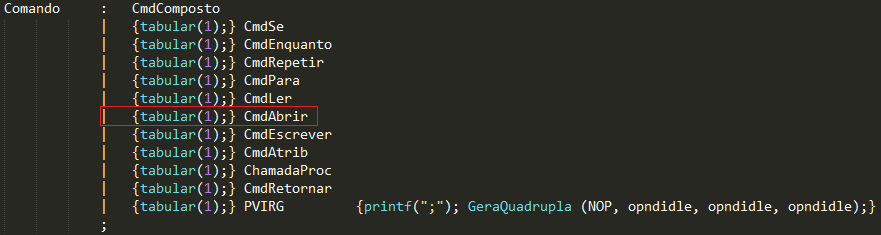 Comando : CmdComposto
| {tabular(1);} CmdSe
| {tabular(1);} CmdEnquanto
| {tabular(1);} CmdRepetir
| {tabular(1);} CmdPara
| {tabular(1);} CmdLer
| {tabular(1);} CmdAbrir
| {tabular(1);} CmdEscrever
| {tabular(1);} CmdAtrib
| {tabular(1);} ChamadaProc
| {tabular(1);} CmdRetornar
| {tabular(1);} PVIRG {printf(";"); GeraQuadrupla (NOP, opndidle, opndidle, opndidle);}
;